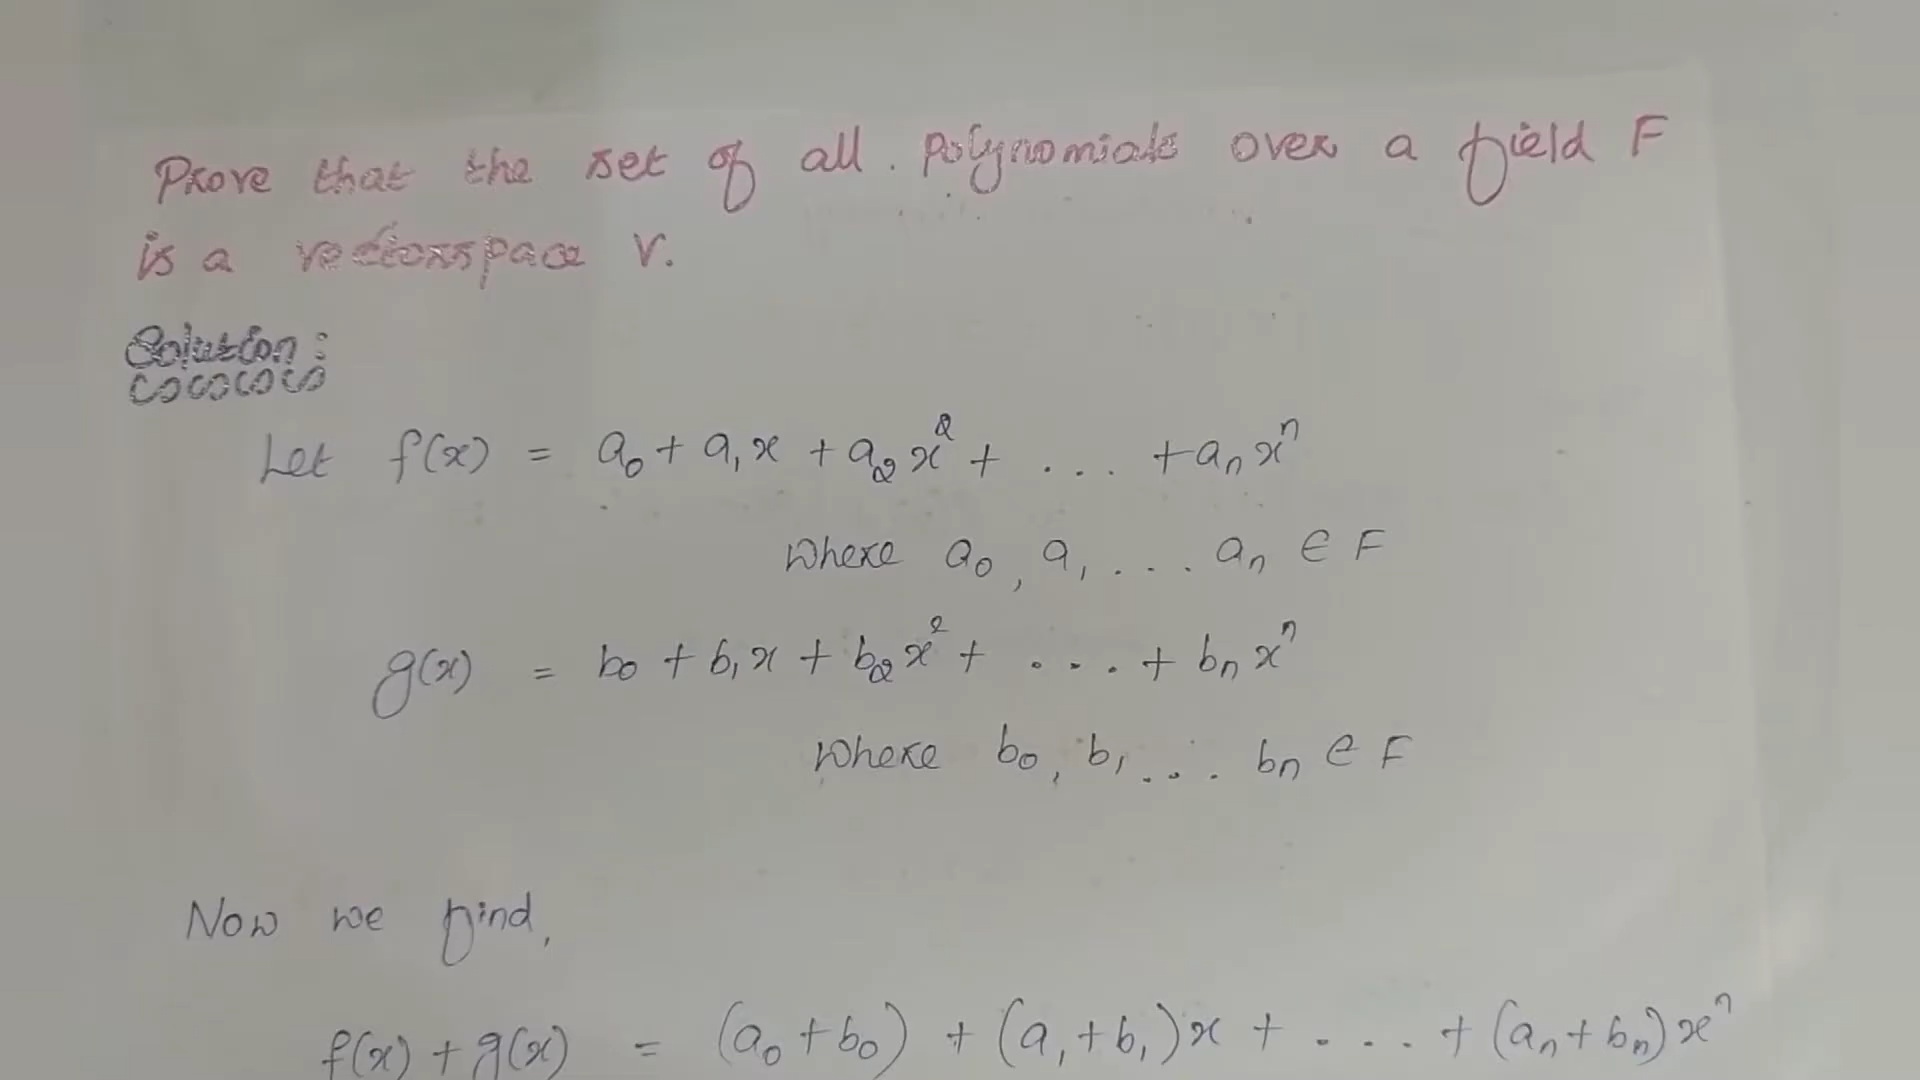 Prove that the set of all. Polynomials over a field F
is a vectorspace V.
Solution:
Let f(x) = a₀ + a₁x + a₂x² + .... + aₙxⁿ
where a₀, a₁, ... aₙ ∈ F
g(x) = b₀ + b₁x + b₂x² + .... + bₙxⁿ
where b₀, b₁, ... bₙ ∈ F
Now we find,
f(x) + g(x) = (a₀ + b₀) + (a₁ + b₁)x + .... + (aₙ + bₙ)xⁿ